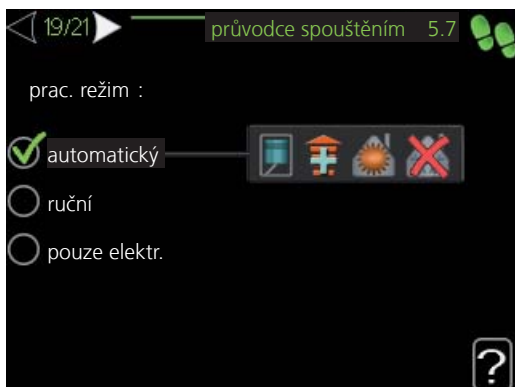 19/21 průvodce spouštěním 5.7
prac. režim :
automatický
ruční
pouze elektr.
?